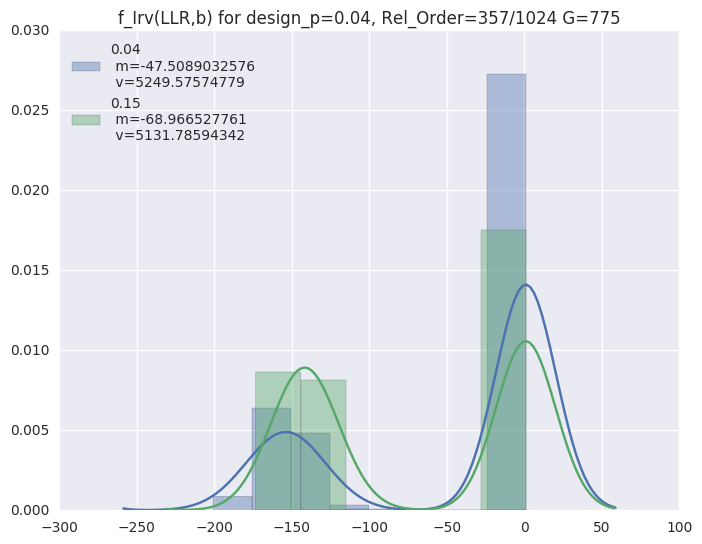 f_Irv(LLR,b) for design_p=0.04, Rel_Order=357/1024 G=775
0.030
0.025
0.020
0.015
0.010
0.005
0.000
0.04
m=-47.5089032576
v=5249.57574779
0.15
m=-68.966527761
v=5131.78594342
−300 −250 −200 −150 −100 −50 0 50 100